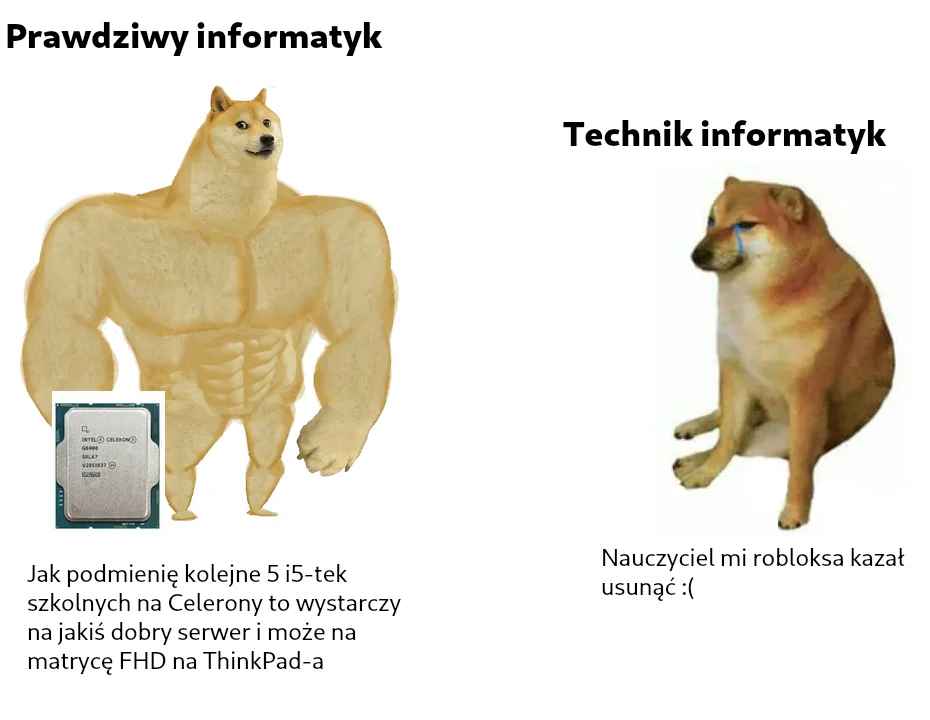 Prawdziwy informatyk
Technik informatyk
INTEL Ⓡ CELERON Ⓡ
G6900
Jak podmienię kolejne 5 i5-tek
szkolnych na Celerony to wystarczy
na jakiś dobry serwer i może na
matrycę FHD na ThinkPad-a
Nauczyciel mi robloksa kazał
usunąć :(